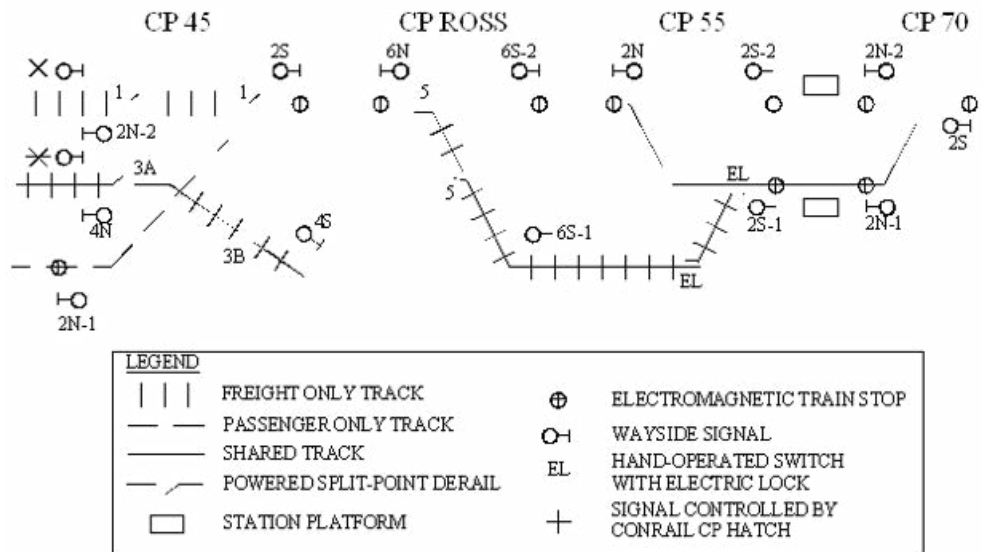 CP 45 CP ROSS CP 55 CP 70
2S 6N 6S-2 2N 2S-2 2N-2
1 1 5
2N-2 2S
3A 5 EL
4N 4S 6S-1 2S-1 2N-1
3B EL
2N-1
LEGEND
FREIGHT ONLY TRACK
PASSENGER ONLY TRACK
SHARED TRACK
POWERED SPLIT-POINT DERAIL
STATION PLATFORM
ELECTROMAGNETIC TRAIN STOP
WAYSIDE SIGNAL
EL HAND-OPERATED SWITCH
WITH ELECTRIC LOCK
SIGNAL CONTROLLED BY
CONRAIL CP HATCH